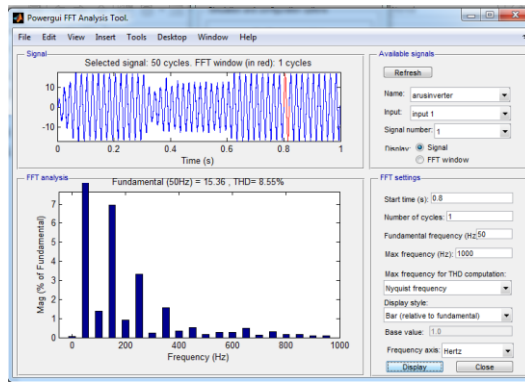 Powergui FFT Analysis Tool.
File Edit View Insert Tools Desktop Window Help
Signal
Selected signal: 50 cycles. FFT window (in red): 1 cycles
10
0
-10
0 0.2 0.4 0.6 0.8 1
Time (s)
FFT analysis
Fundamental (50Hz) = 15.36 , THD= 8.55%
Mag (% of Fundamental)
7
6
5
4
3
2
1
0
0 200 400 600 800 1000
Frequency (Hz)
Available signals
Refresh
Name: arusinverter
Input: input 1
Signal number: 1
Display: Signal
FFT window
FFT settings
Start time (s): 0.8
Number of cycles: 1
Fundamental frequency (Hz 50
Max frequency (Hz): 1000
Max frequency for THD computation:
Nyquist frequency
Display style:
Bar (relative to fundamental)
Base value: 1.0
Frequency axis: Hertz
Display Close